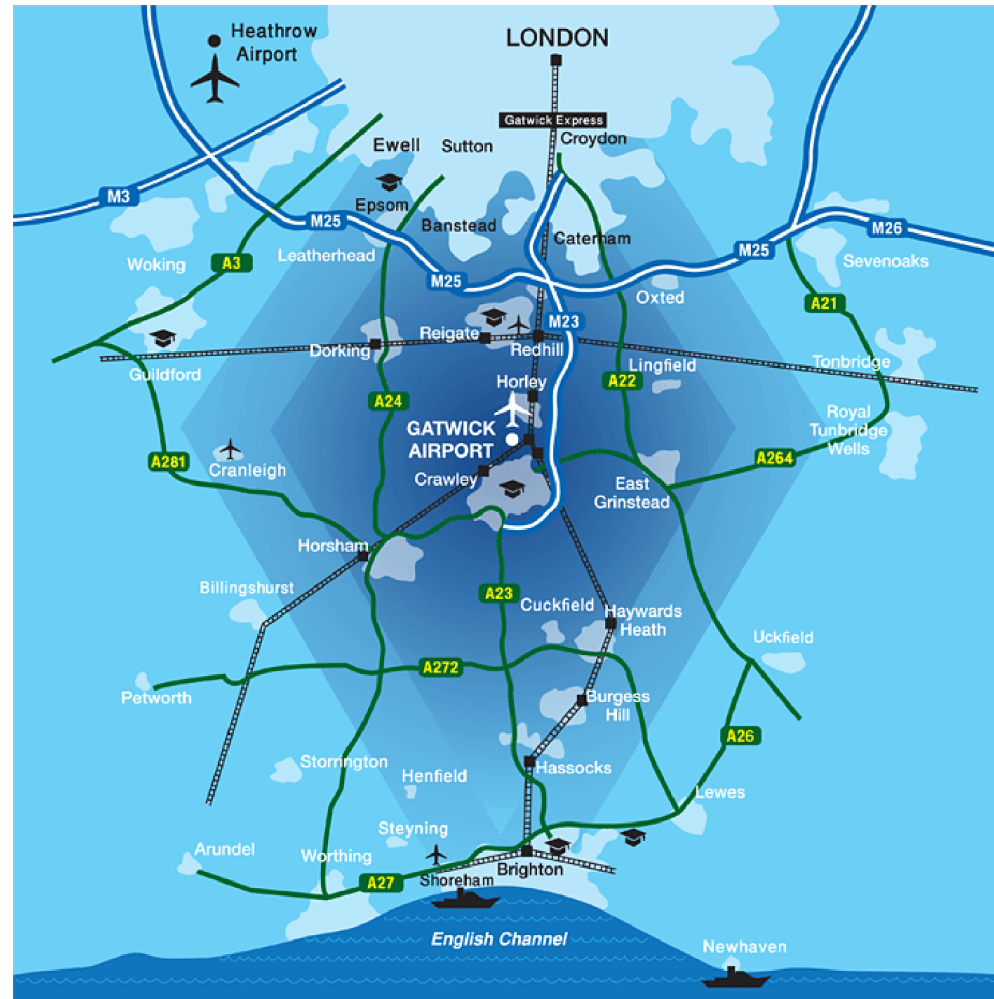 Heathrow
Airport
LONDON
Gatwick Express
Croydon
Ewell
Sutton
Epsom
M3
M25
Banstead
Leatherhead
Caterham
M26
M25
Woking
A3
Sevenoaks
M25
Oxted
A21
M23
Reigate
Redhill
Dorking
Guildford
Lingfield
Tonbridge
Horley
A22
A24
GATWICK
AIRPORT
Royal
Tunbridge
Wells
A281
Cranleigh
A264
Crawley
East
Grinstead
Horsham
Billingshurst
A23
Cuckfield
Haywards
Heath
Uckfield
A272
Petworth
Burgess
Hill
A26
Storrington
Hassocks
Henfield
Lewes
Steyning
Arundel
Worthing
Brighton
A27
Shoreham
English Channel
Newhaven